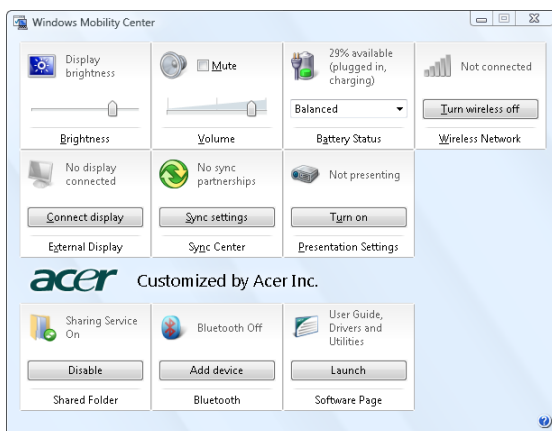 Windows Mobility Center
Display
brightness
Brightness
Mute
Volume
29% available
(plugged in,
charging)
Balanced
Battery Status
Not connected
Turn wireless off
Wireless Network
No display
connected
Connect display
External Display
No sync
partnerships
Sync settings
Sync Center
Not presenting
Turn on
Presentation Settings
acer Customized by Acer Inc.
Sharing Service
On
Disable
Shared Folder
Bluetooth Off
Add device
Bluetooth
User Guide,
Drivers and
Utilities
Launch
Software Page